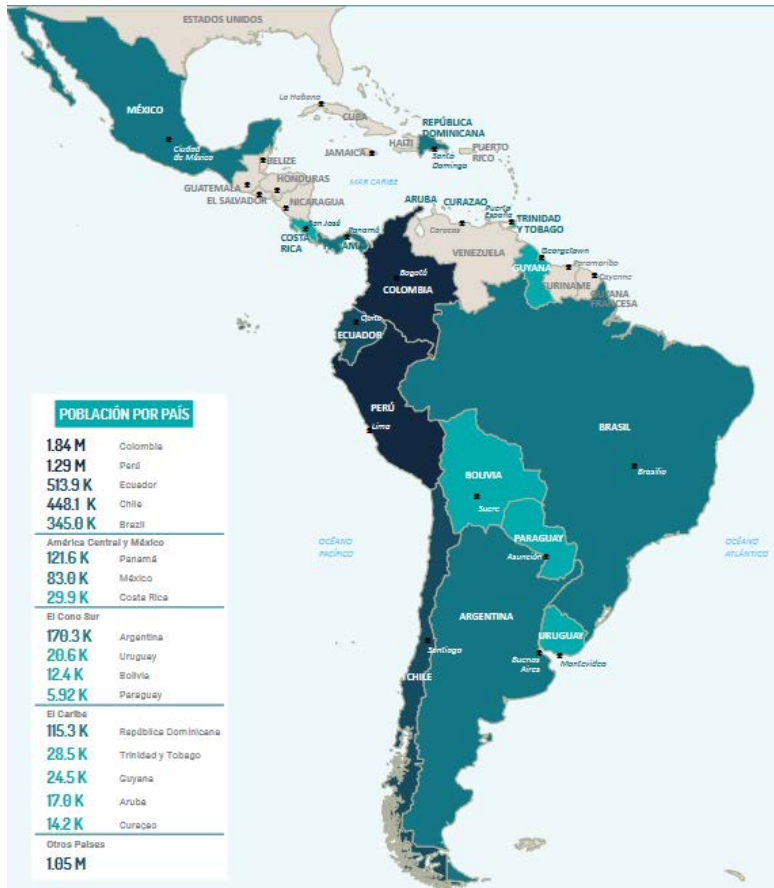 ESTADOS UNIDOS
MÉXICO
Ciudad de México
La Habana
CUBA
REPÚBLICA DOMINICANA
HAITI
Santo Domingo
PUERTO RICO
JAMAICA
BELIZE
MAR CARIBE
HONDURAS
GUATEMALA
EL SALVADOR
NICARAGUA
ARUBA
CURAZAO
Puerto España
TRINIDAD Y TOBAGO
San José
COSTA RICA
Panamá
PANAMÁ
Caracas
VENEZUELA
Georgetown
GUYANA
Paramaribo
SURINAME
Cayenne
GUYANA FRANCESA
Bogotá
COLOMBIA
Quito
ECUADOR
PERÚ
Lima
BRASIL
Brasilia
BOLIVIA
Sucre
PARAGUAY
Asunción
OCÉANO PACÍFICO
OCÉANO ATLÁNTICO
ARGENTINA
URUGUAY
Santiago
Buenos Aires
Montevideo
CHILE
POBLACIÓN POR PAÍS
1.84 M Colombia
1.29 M Perú
513.9 K Ecuador
448.1 K Chile
345.0 K Brazil
América Central y México
121.6 K Panamá
83.0 K México
29.9 K Costa Rica
El Cono Sur
170.3 K Argentina
20.6 K Uruguay
12.4 K Bolivia
5.92 K Paraguay
El Caribe
115.3 K República Dominicana
28.5 K Trinidad y Tobago
24.5 K Guyana
17.0 K Aruba
14.2 K Curaçao
Otros Países
1.05 M